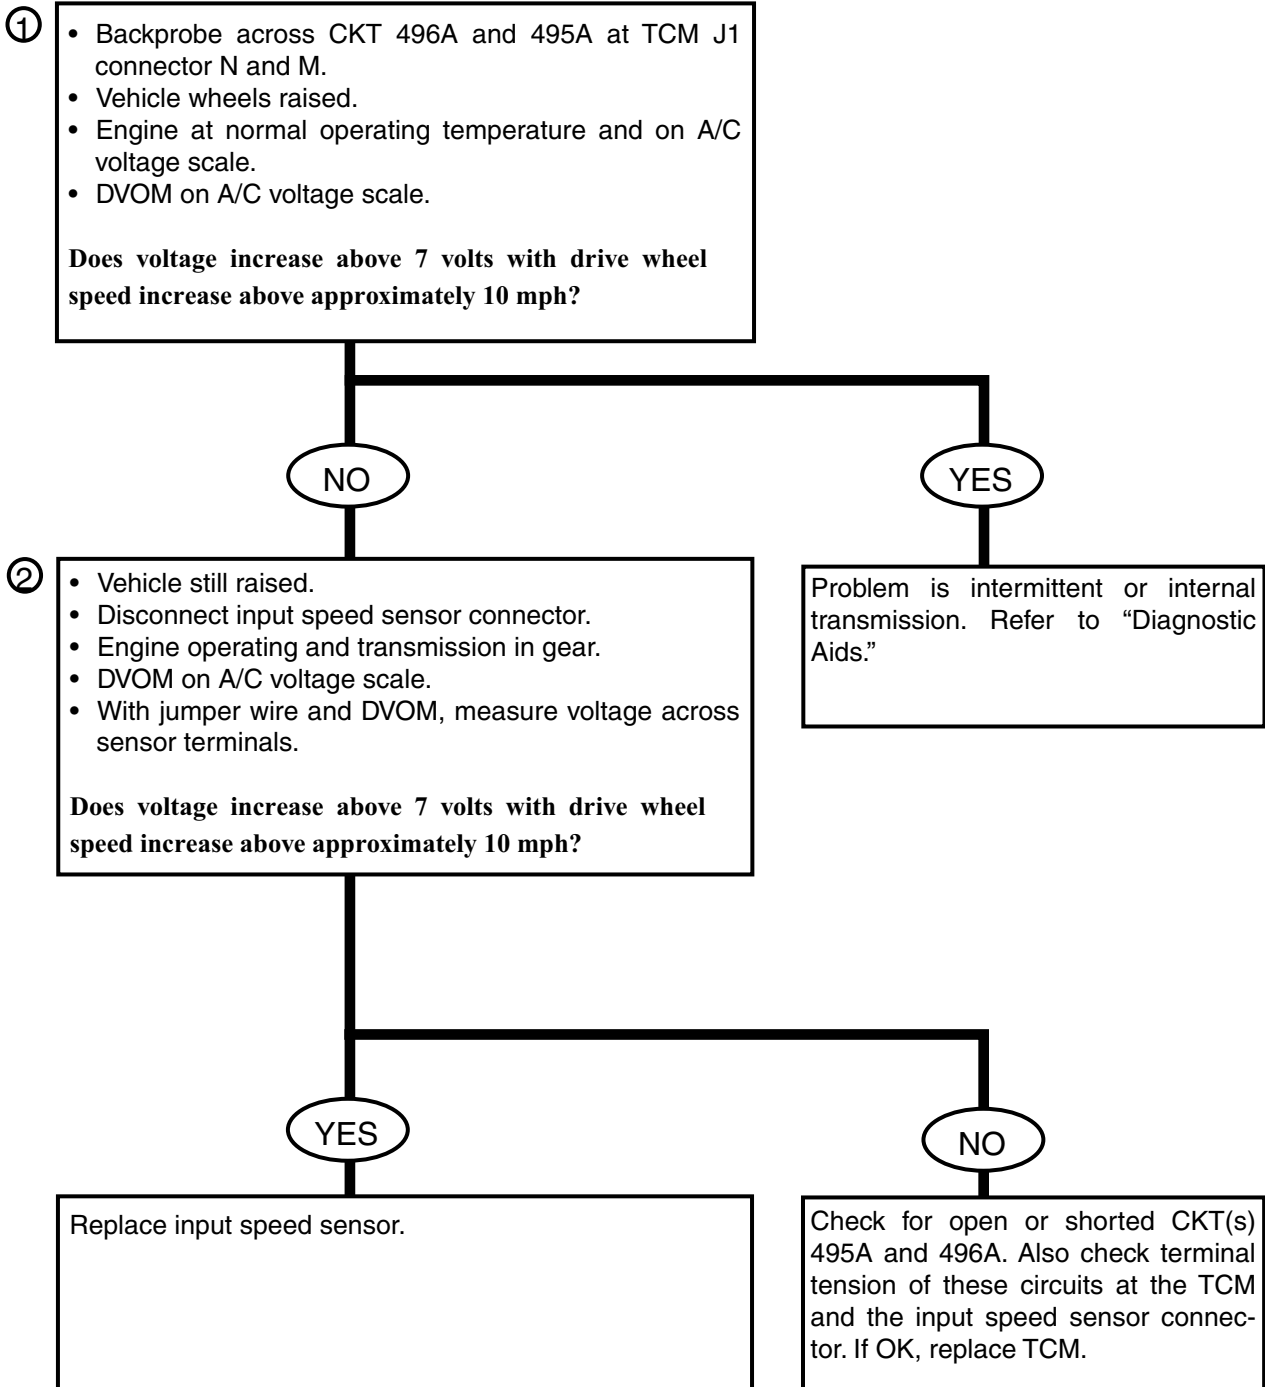 1
• Backprobe across CKT 496A and 495A at TCM J1
connector N and M.
• Vehicle wheels raised.
• Engine at normal operating temperature and on A/C
voltage scale.
• DVOM on A/C voltage scale.
Does voltage increase above 7 volts with drive wheel
speed increase above approximately 10 mph?
NO
YES
2
• Vehicle still raised.
• Disconnect input speed sensor connector.
• Engine operating and transmission in gear.
• DVOM on A/C voltage scale.
• With jumper wire and DVOM, measure voltage across
sensor terminals.
Does voltage increase above 7 volts with drive wheel
speed increase above approximately 10 mph?
Problem is intermittent or internal
transmission. Refer to “Diagnostic
Aids.”
YES
NO
Replace input speed sensor.
Check for open or shorted CKT(s)
495A and 496A. Also check terminal
tension of these circuits at the TCM
and the input speed sensor connec-
tor. If OK, replace TCM.